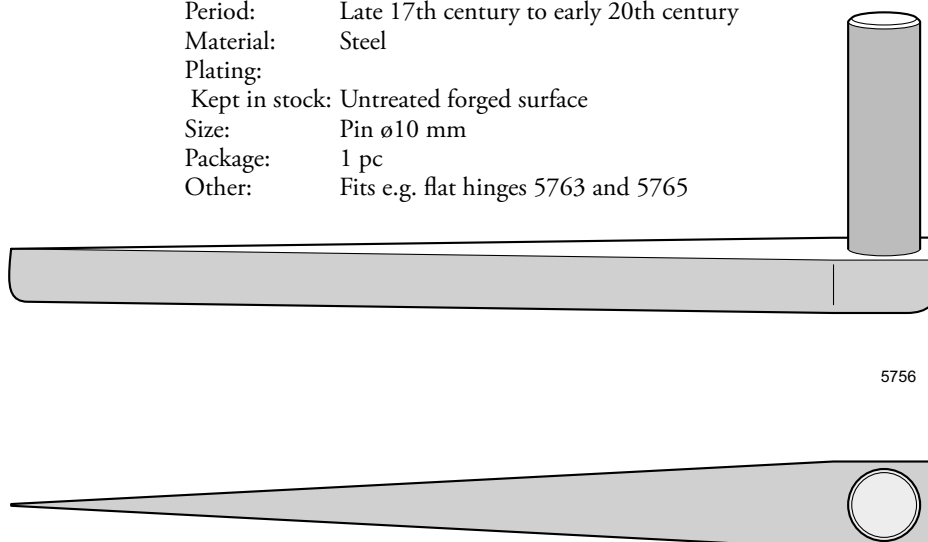 Period: Late 17th century to early 20th century
Material: Steel
Plating:
Kept in stock: Untreated forged surface
Size: Pin ø10 mm
Package: 1 pc
Other: Fits e.g. flat hinges 5763 and 5765
5756